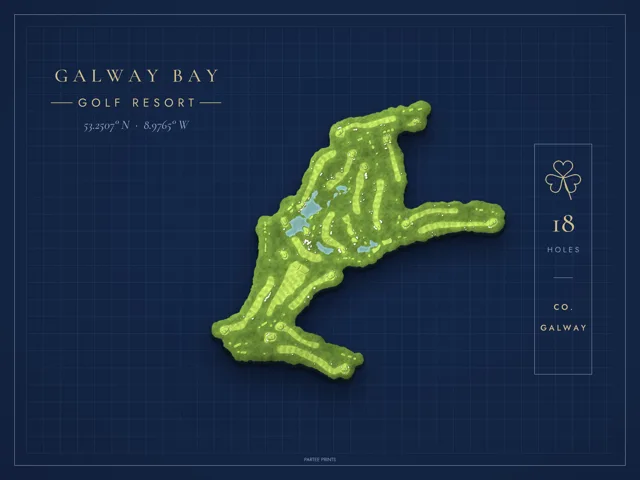 GALWAY BAY
GOLF RESORT
53.2507° N · 8.9765° W
18
HOLES
CO.
GALWAY
PARTEE PRINTS